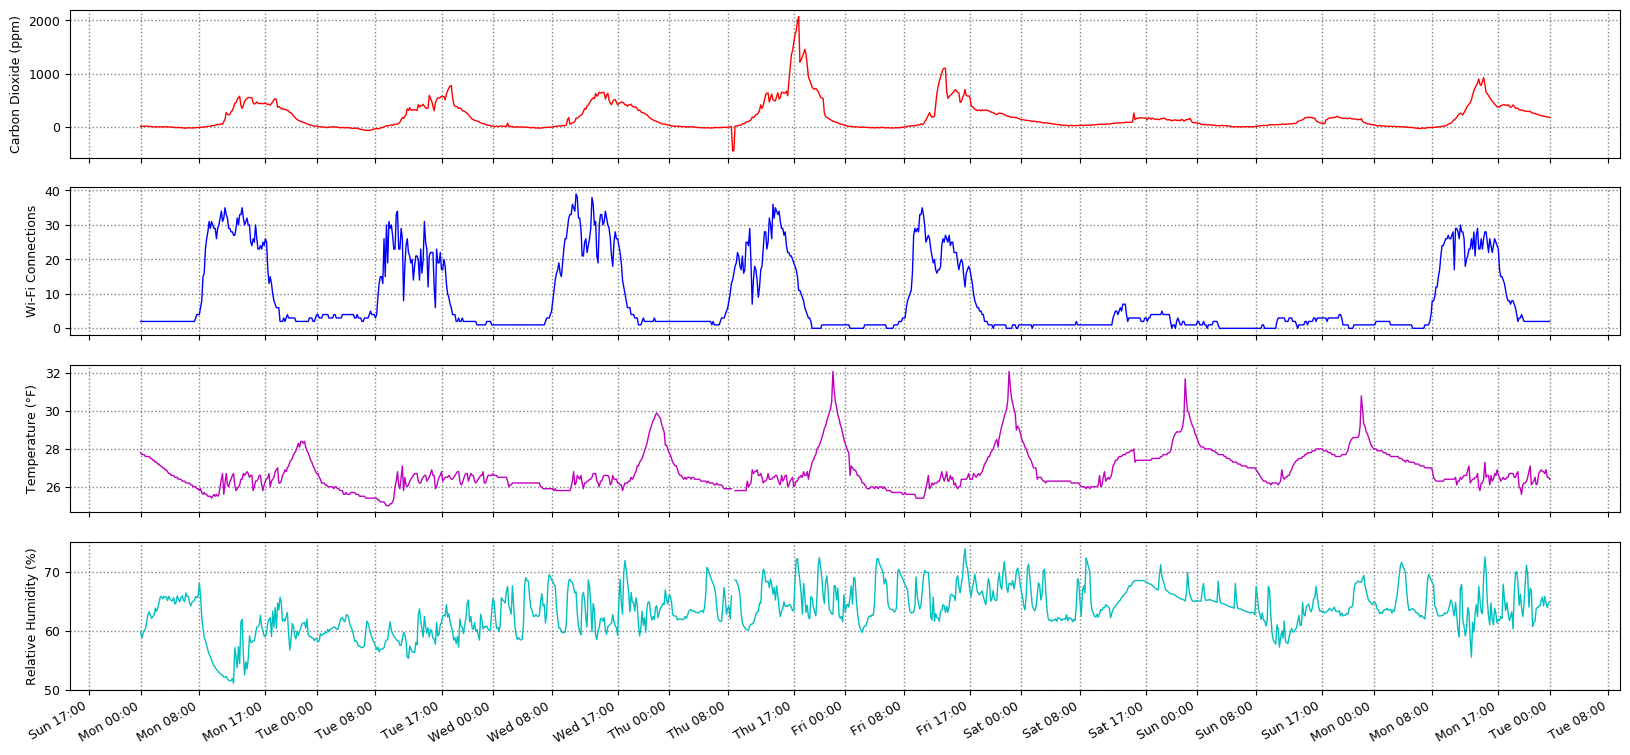 Carbon Dioxide (ppm)
2000
1000
0
Wi-Fi Connections
40
30
20
10
0
Temperature (°F)
32
30
28
26
Relative Humidity (%)
70
60
50
Sun 17:00
Mon 00:00
Mon 08:00
Mon 17:00
Tue 00:00
Tue 08:00
Tue 17:00
Wed 00:00
Wed 08:00
Wed 17:00
Thu 00:00
Thu 08:00
Thu 17:00
Fri 00:00
Fri 08:00
Fri 17:00
Sat 00:00
Sat 08:00
Sat 17:00
Sun 00:00
Sun 08:00
Sun 17:00
Mon 00:00
Mon 08:00
Mon 17:00
Tue 00:00
Tue 08:00